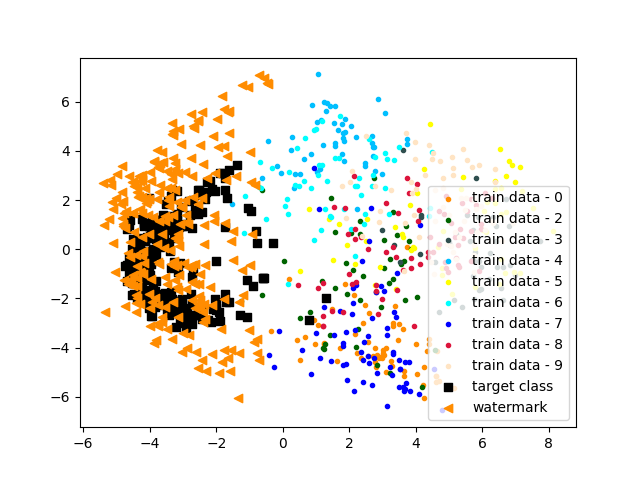 6
4
2
0
−2
−4
−6
−6
−4
−2
0
2
4
6
8
train data - 0
train data - 2
train data - 3
train data - 4
train data - 5
train data - 6
train data - 7
train data - 8
train data - 9
target class
watermark